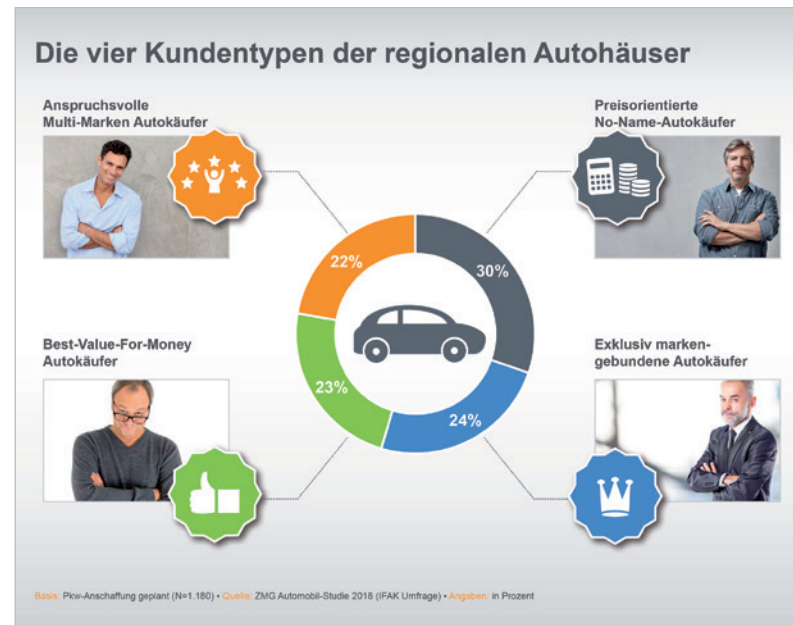 Die vier Kundentypen der regionalen Autohäuser
Anspruchsvolle
Multi-Marken Autokäufer
Preisorientierte
No-Name-Autokäufer
22%
30%
Best-Value-For-Money
Autokäufer
Exklusiv marken-
gebundene Autokäufer
23%
24%
Basis: Pkw-Anschaffung geplant (N=1.180) • Quelle: ZMG Automobil-Studie 2018 (IFAK Umfrage) • Angaben: in Prozent